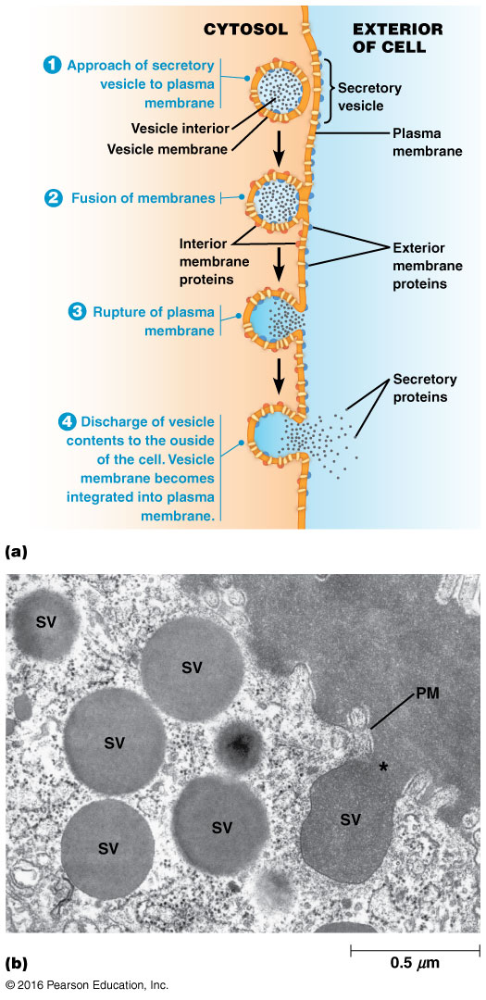 CYTOSOL
EXTERIOR
OF CELL
1 Approach of secretory
vesicle to plasma
membrane
Secretory
vesicle
Vesicle interior
Vesicle membrane
Plasma
membrane
2 Fusion of membranes
Interior
membrane
proteins
Exterior
membrane
proteins
3 Rupture of plasma
membrane
Secretory
proteins
4 Discharge of vesicle
contents to the ouside
of the cell. Vesicle
membrane becomes
integrated into plasma
membrane.
(a)
SV
SV
PM
SV
*
SV
SV
SV
(b)
0.5 μm
© 2016 Pearson Education, Inc.